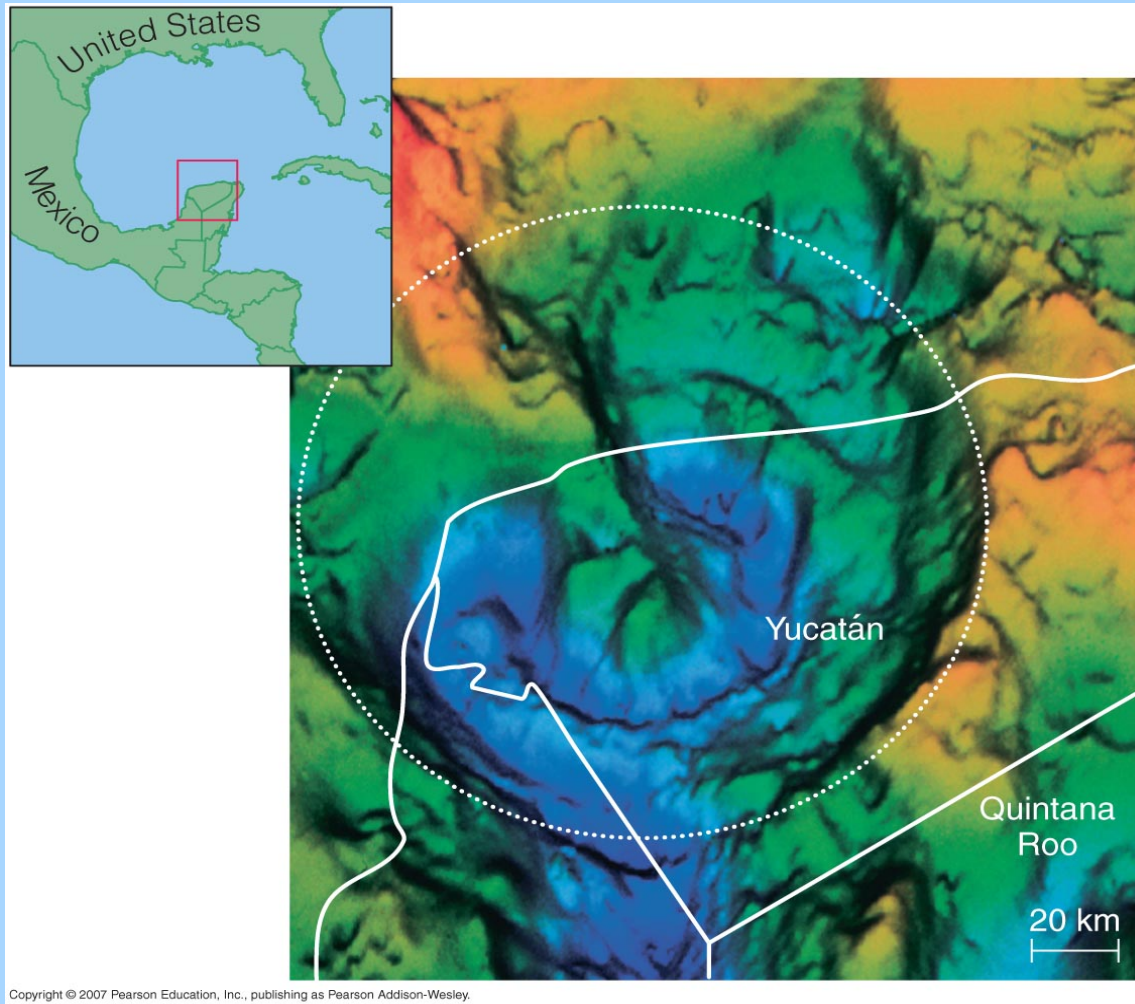 United States
Mexico
Yucatán
Quintana
Roo
20 km
Copyright © 2007 Pearson Education, Inc., publishing as Pearson Addison-Wesley.